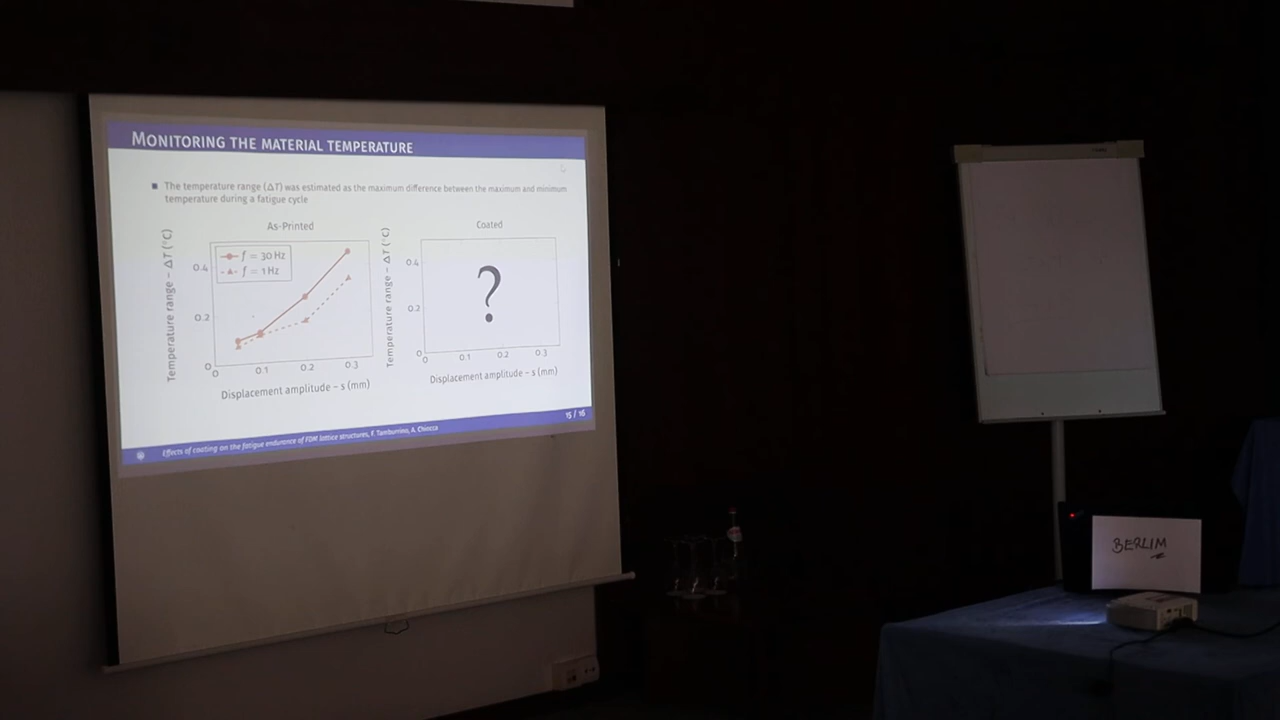 MONITORING THE MATERIAL TEMPERATURE
The temperature range (ΔT) was estimated as the maximum difference between the maximum and minimum
temperature during a fatigue cycle
As-Printed
Temperature range – ΔT (°C)
f = 30 Hz
f = 1 Hz
0.4
0.2
0
0
0.1
0.2
0.3
Displacement amplitude – s (mm)
Coated
Temperature range – ΔT (°C)
?
0.4
0.2
0
0
0.1
0.2
0.3
Displacement amplitude – s (mm)
15 / 16
Effects of coating on the fatigue endurance of FDM lattice structures, F. Tamburrino, A. Chiocca
BERLIM